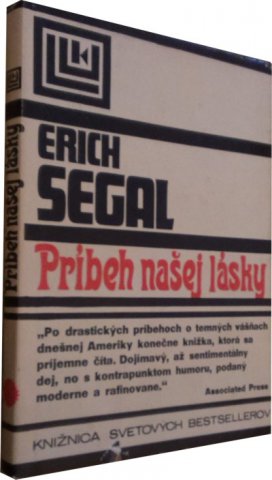 ERICH
SEGAL
Príbeh našej lásky
„Po drastických príbehoch o temných vášňach
dnešnej Ameriky konečne knižka, ktorá sa
príjemne číta. Dojímavý, až sentimentálny
dej, no s kontrapunktom humoru, podaný
moderne a rafinovane."
Associated Press
KNIŽNICA SVETOVÝCH BESTSELLEROV
Príbeh našej lásky